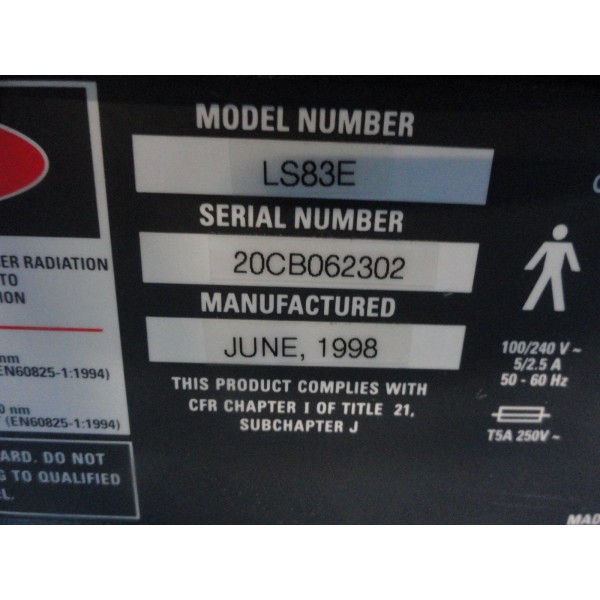 MODEL NUMBER
LS83E
SERIAL NUMBER
20CB062302
MANUFACTURED
JUNE, 1998
THIS PRODUCT COMPLIES WITH
CFR CHAPTER I OF TITLE 21,
SUBCHAPTER J
ER RADIATION
TO
ION
nm
EN60825-1:1994)
0 nm
(EN60825-1:1994)
ARD. DO NOT
TO QUALIFIED
EL.
100/240 V ~
5/2.5 A
50 - 60 Hz
T5A 250V ~
MAD